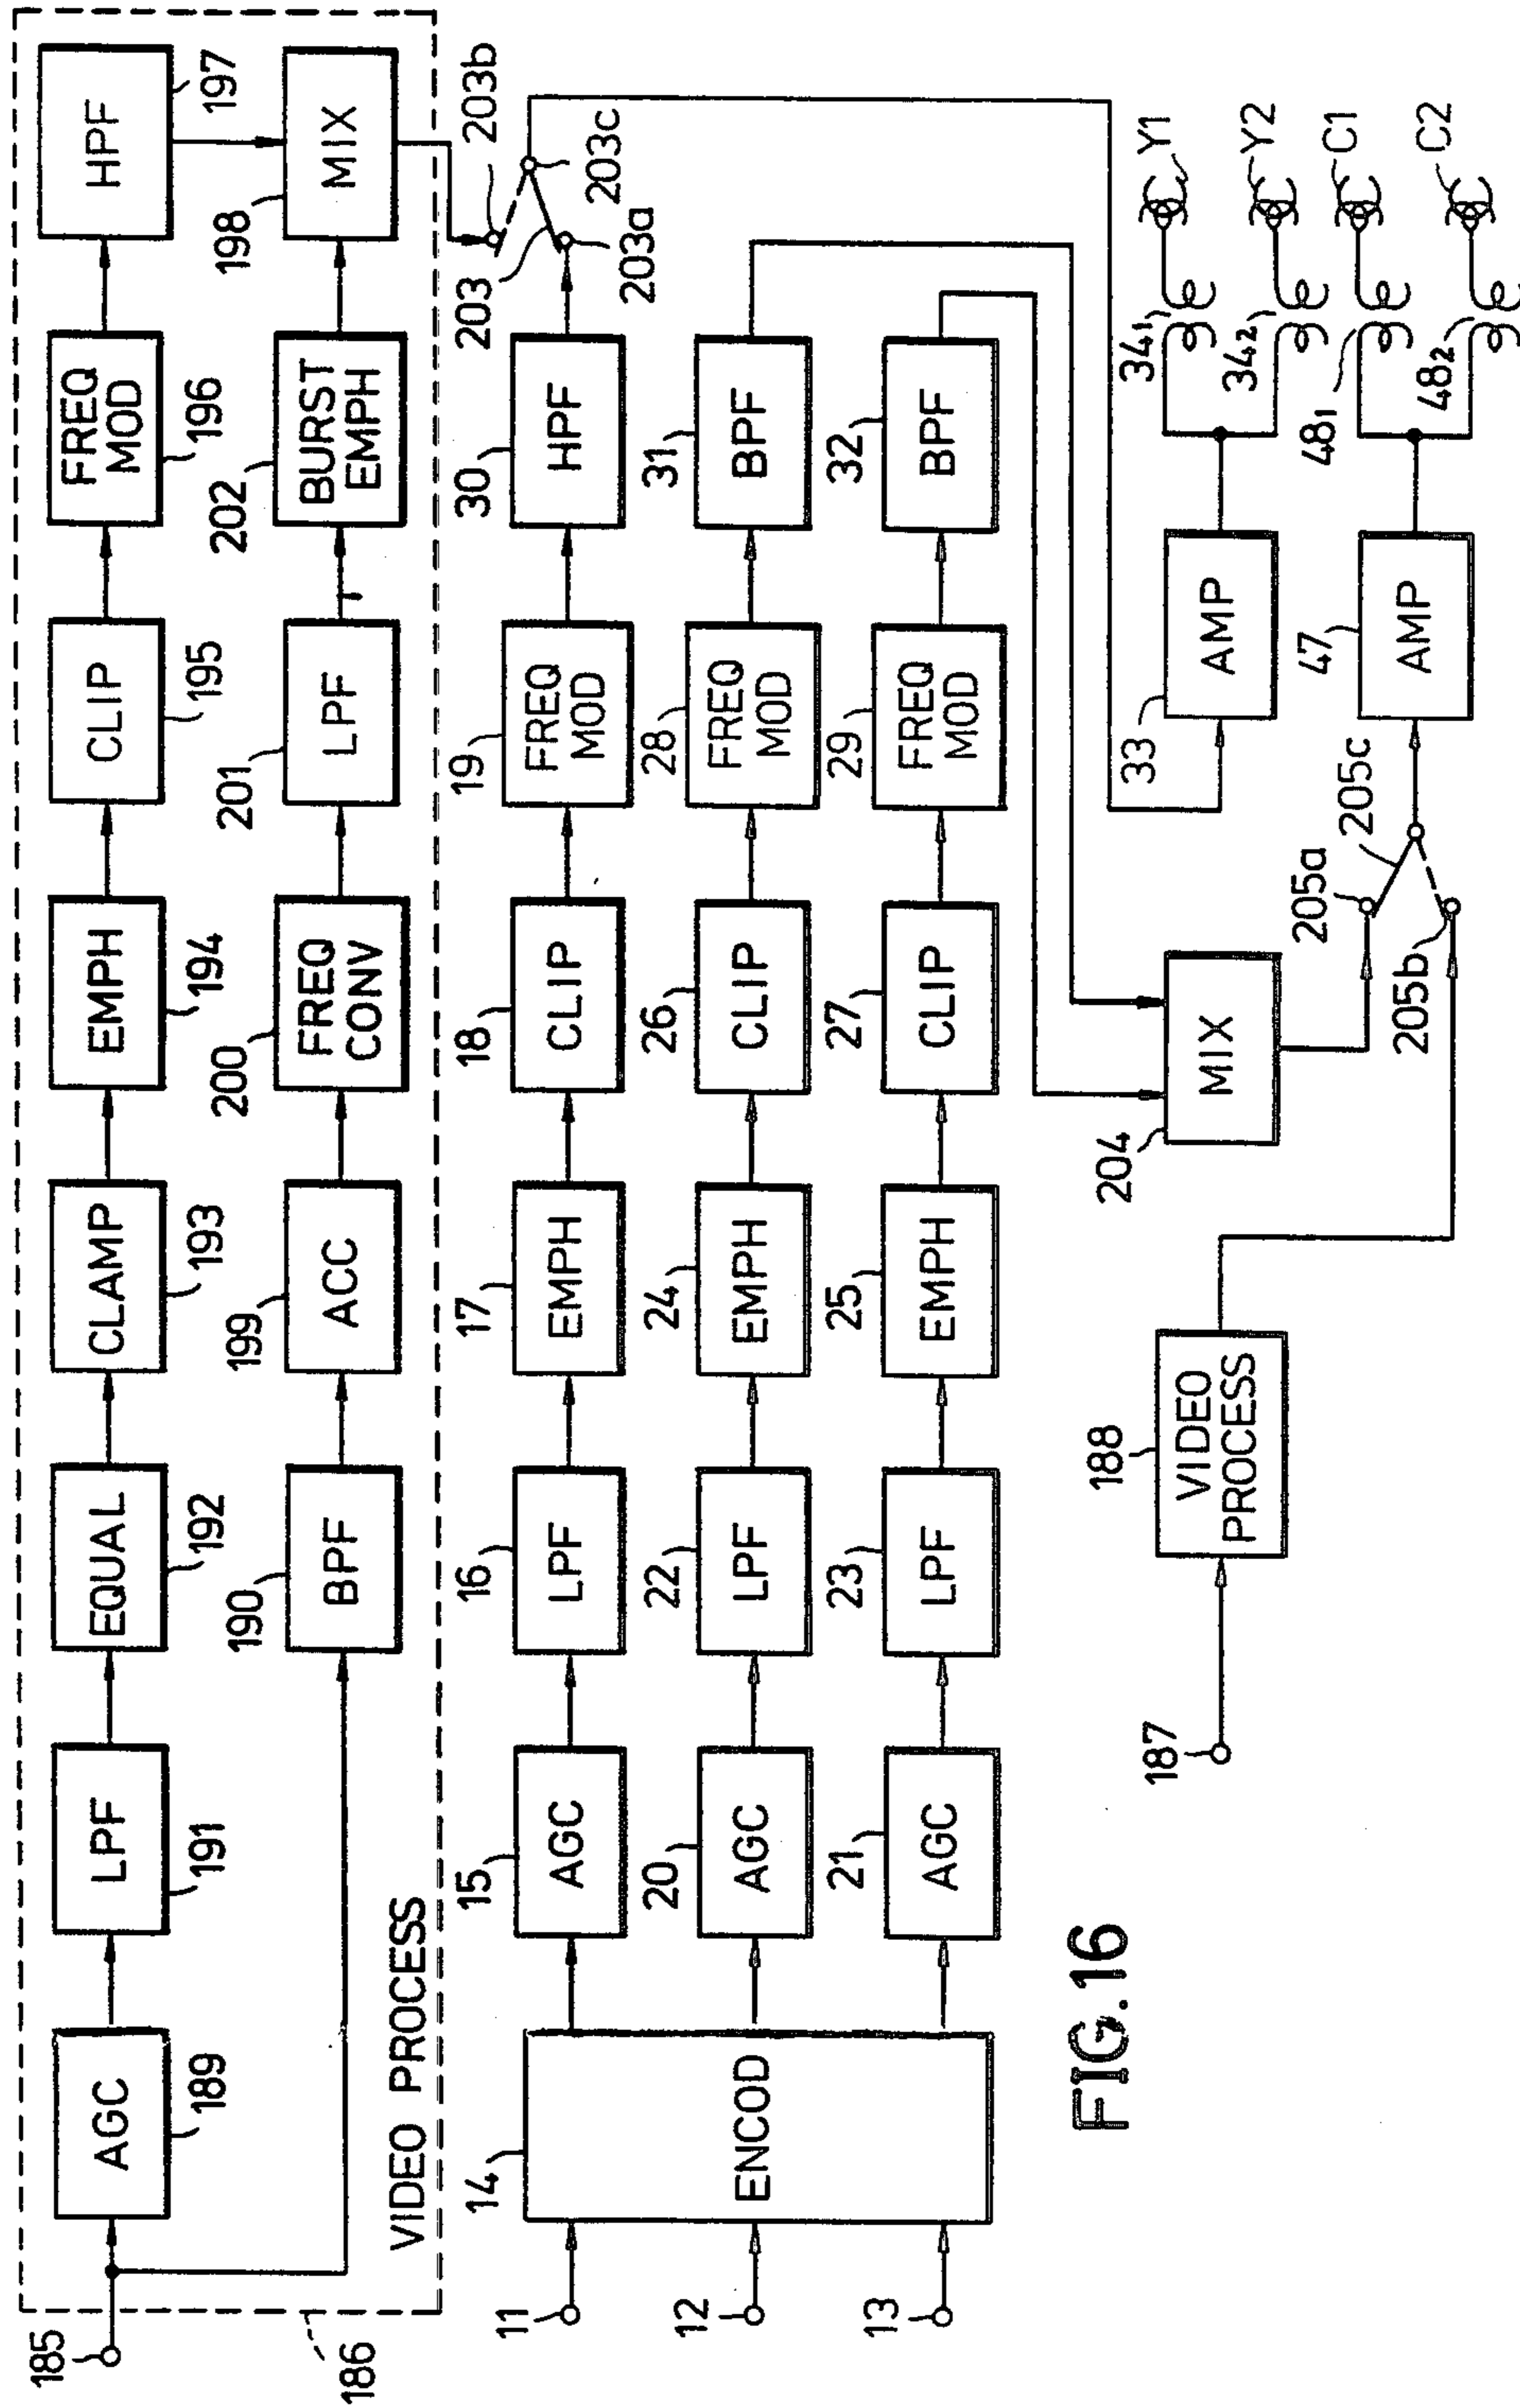 185
186
AGC
189
LPF
191
EQUAL
192
CLAMP
193
EMPH
194
CLIP
195
FREQ
MOD
196
HPF
197
190
BPF
199
ACC
200
FREQ
CONV
201
LPF
202
BURST
EMPH
198
MIX
VIDEO PROCESS
203b
203
203c
203a
11
12
13
14
ENCOD
15
AGC
16
LPF
17
EMPH
18
CLIP
19
FREQ
MOD
30
HPF
20
AGC
22
LPF
24
EMPH
26
CLIP
28
FREQ
MOD
31
BPF
21
AGC
23
LPF
25
EMPH
27
CLIP
29
FREQ
MOD
32
BPF
187
188
VIDEO
PROCESS
204
MIX
205a
205b
205c
33
AMP
47
AMP
34₁
34₂
48₁
48₂
Y1
Y2
C1
C2
FIG.16